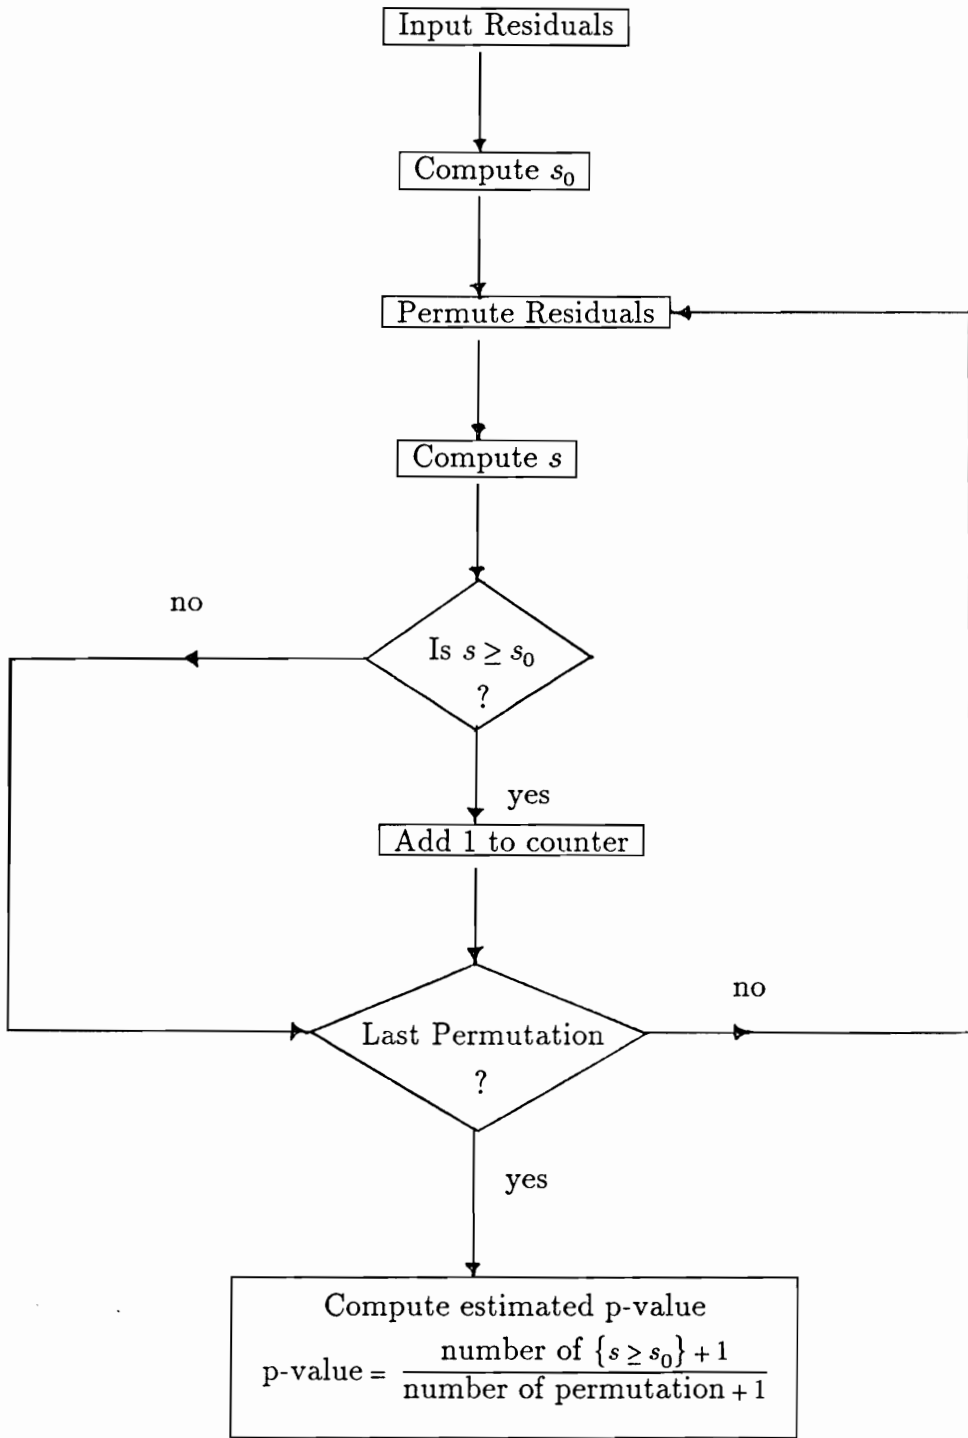 Input Residuals
Compute s₀
Permute Residuals
Compute s
no
Is s ≥ s₀
?
yes
Add 1 to counter
no
Last Permutation
?
yes
Compute estimated p-value
p-value = number of {s ≥ s₀} + 1
number of permutation + 1